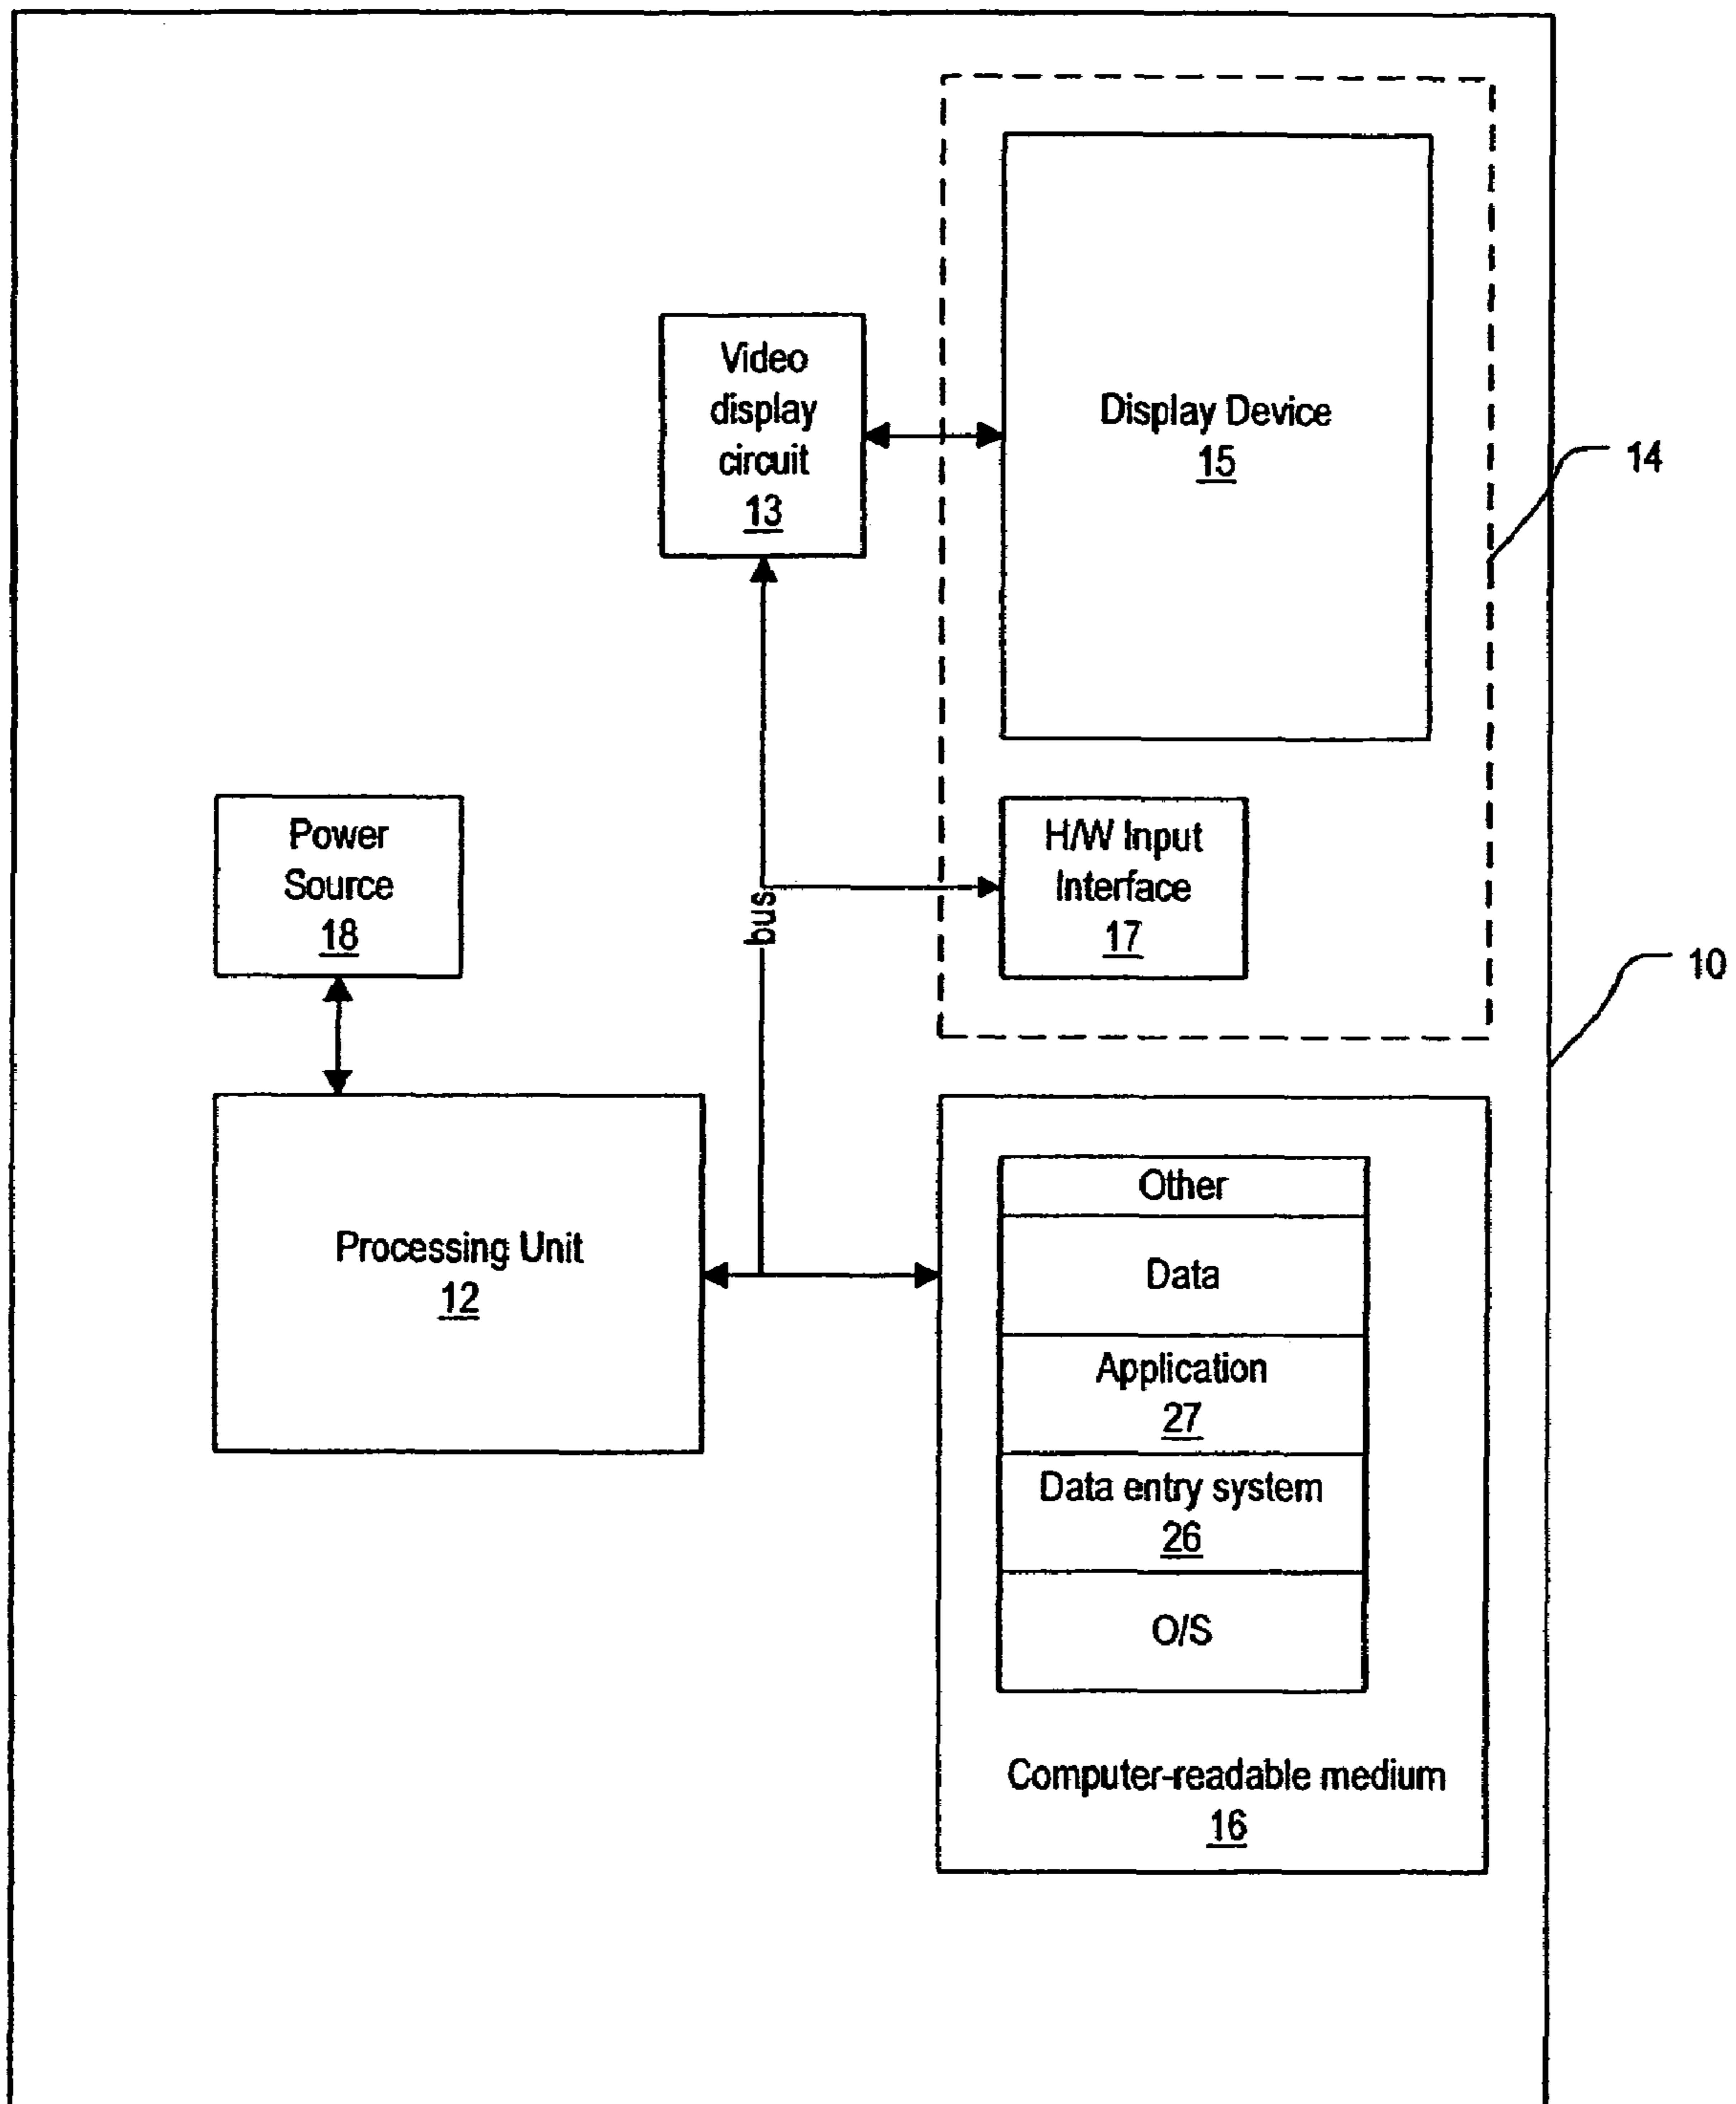 Video
display
circuit
13
Display Device
15
14
Power
Source
18
bus
H/W Input
Interface
17
10
Processing Unit
12
Other
Data
Application
27
Data entry system
26
O/S
Computer-readable medium
16